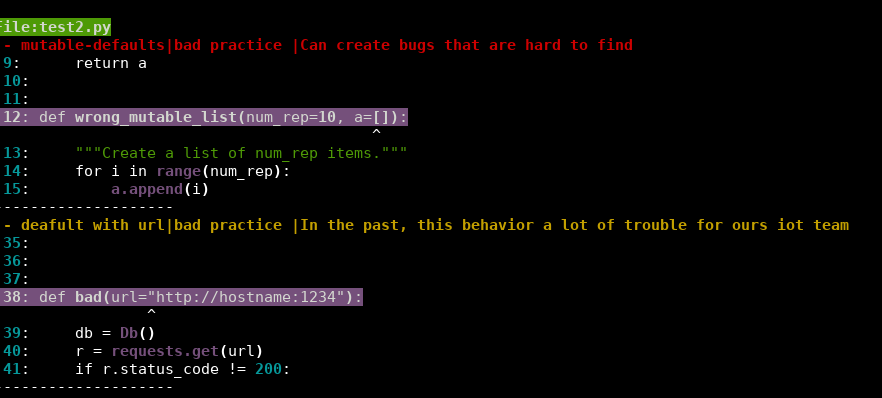 File:test2.py
- mutable-defaults|bad practice |Can create bugs that are hard to find
9:      return a
10:
11:
12: def wrong_mutable_list(num_rep=10, a=[]):
^
13:     """Create a list of num_rep items."""
14:     for i in range(num_rep):
15:         a.append(i)
-------------------
- deafult with url|bad practice |In the past, this behavior a lot of trouble for ours iot team
35:
36:
37:
38: def bad(url="http://hostname:1234"):
^
39:     db = Db()
40:     r = requests.get(url)
41:     if r.status_code != 200:
-------------------